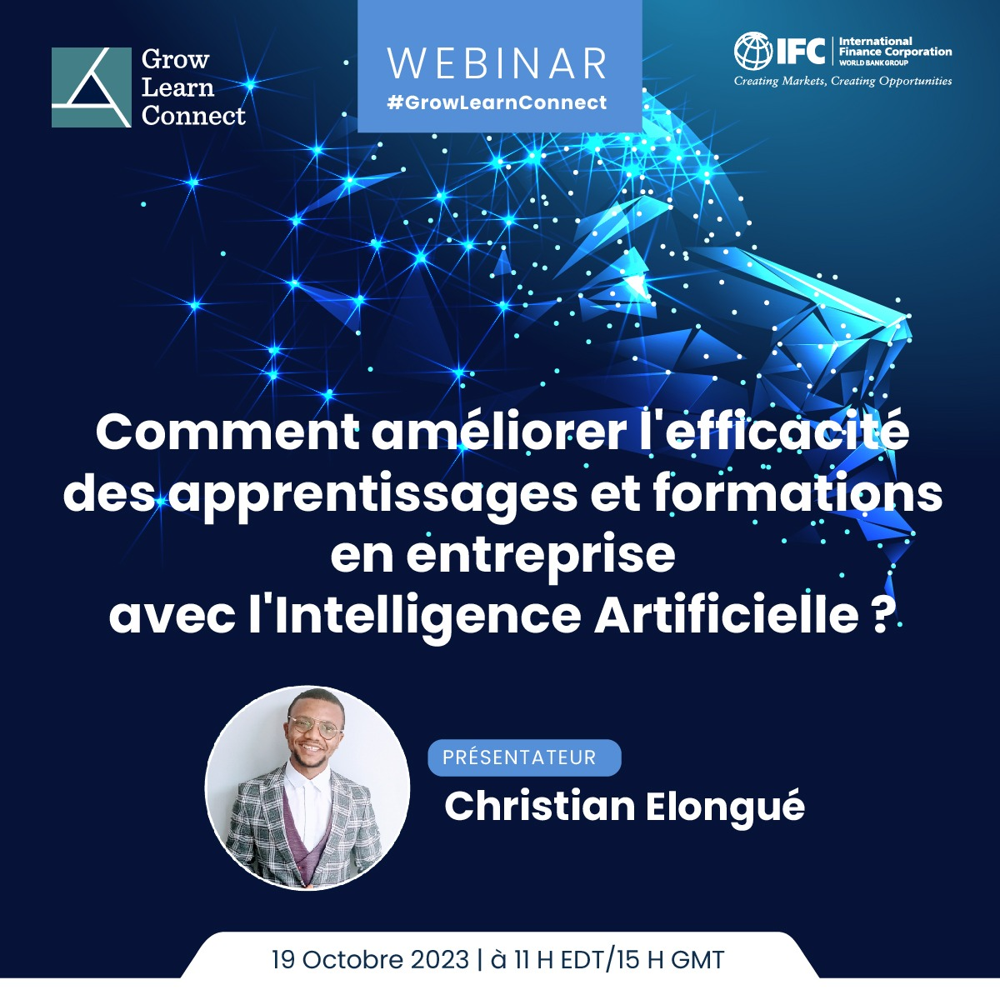 Grow
Learn
Connect
WEBINAR
#GrowLearnConnect
IFC
International
Finance Corporation
WORLD BANK GROUP
Creating Markets, Creating Opportunities
Comment améliorer l'efficacité
des apprentissages et formations
en entreprise
avec l'Intelligence Artificielle ?
PRÉSENTATEUR
Christian Elongué
19 Octobre 2023 | à 11 H EDT/15 H GMT